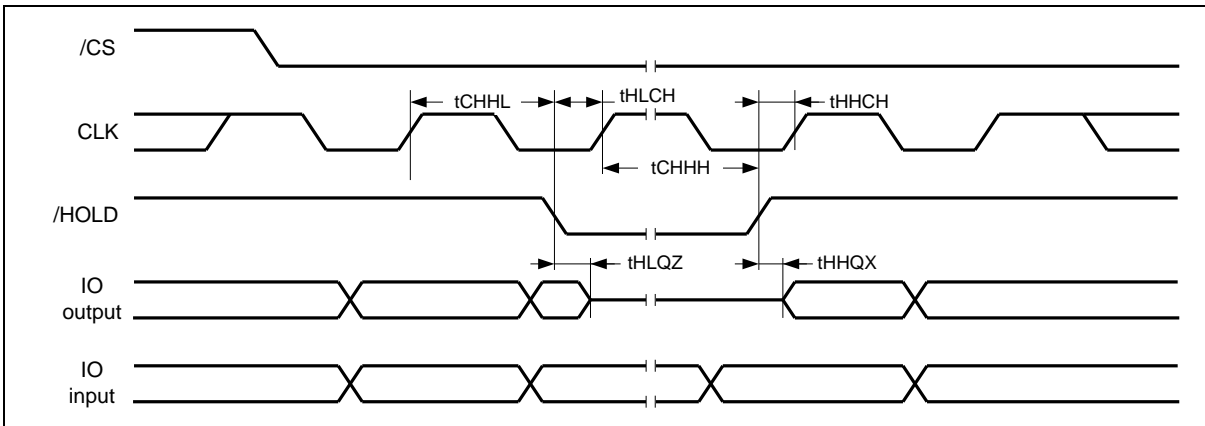 /CS
tCHHL
tHLCH
tHHCH
CLK
tCHHH
/HOLD
tHLQZ
tHHQX
IO
output
IO
input